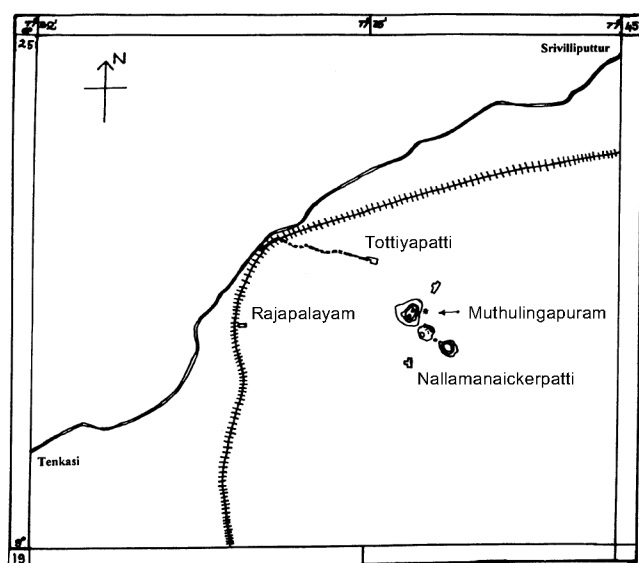 25
N
Srivilliputtur
Tottiyapatti
Rajapalayam
Muthulingapuram
Nallamanaickerpatti
Tenkasi
19